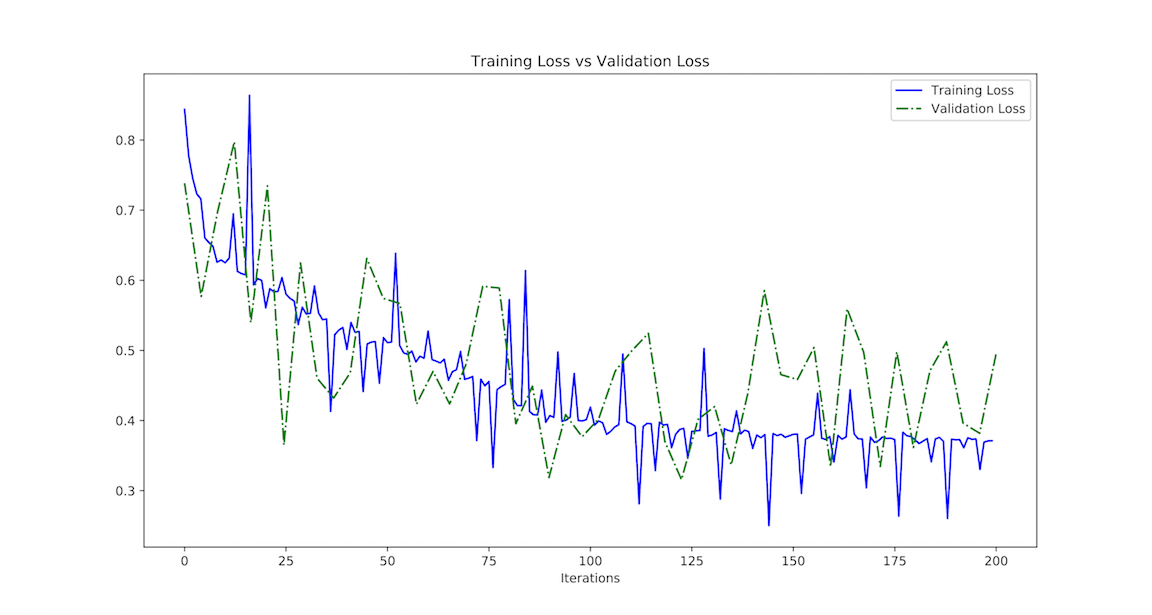 Training Loss vs Validation Loss
Training Loss
Validation Loss
0.8
0.7
0.6
0.5
0.4
0.3
0 25 50 75 100 125 150 175 200
Iterations